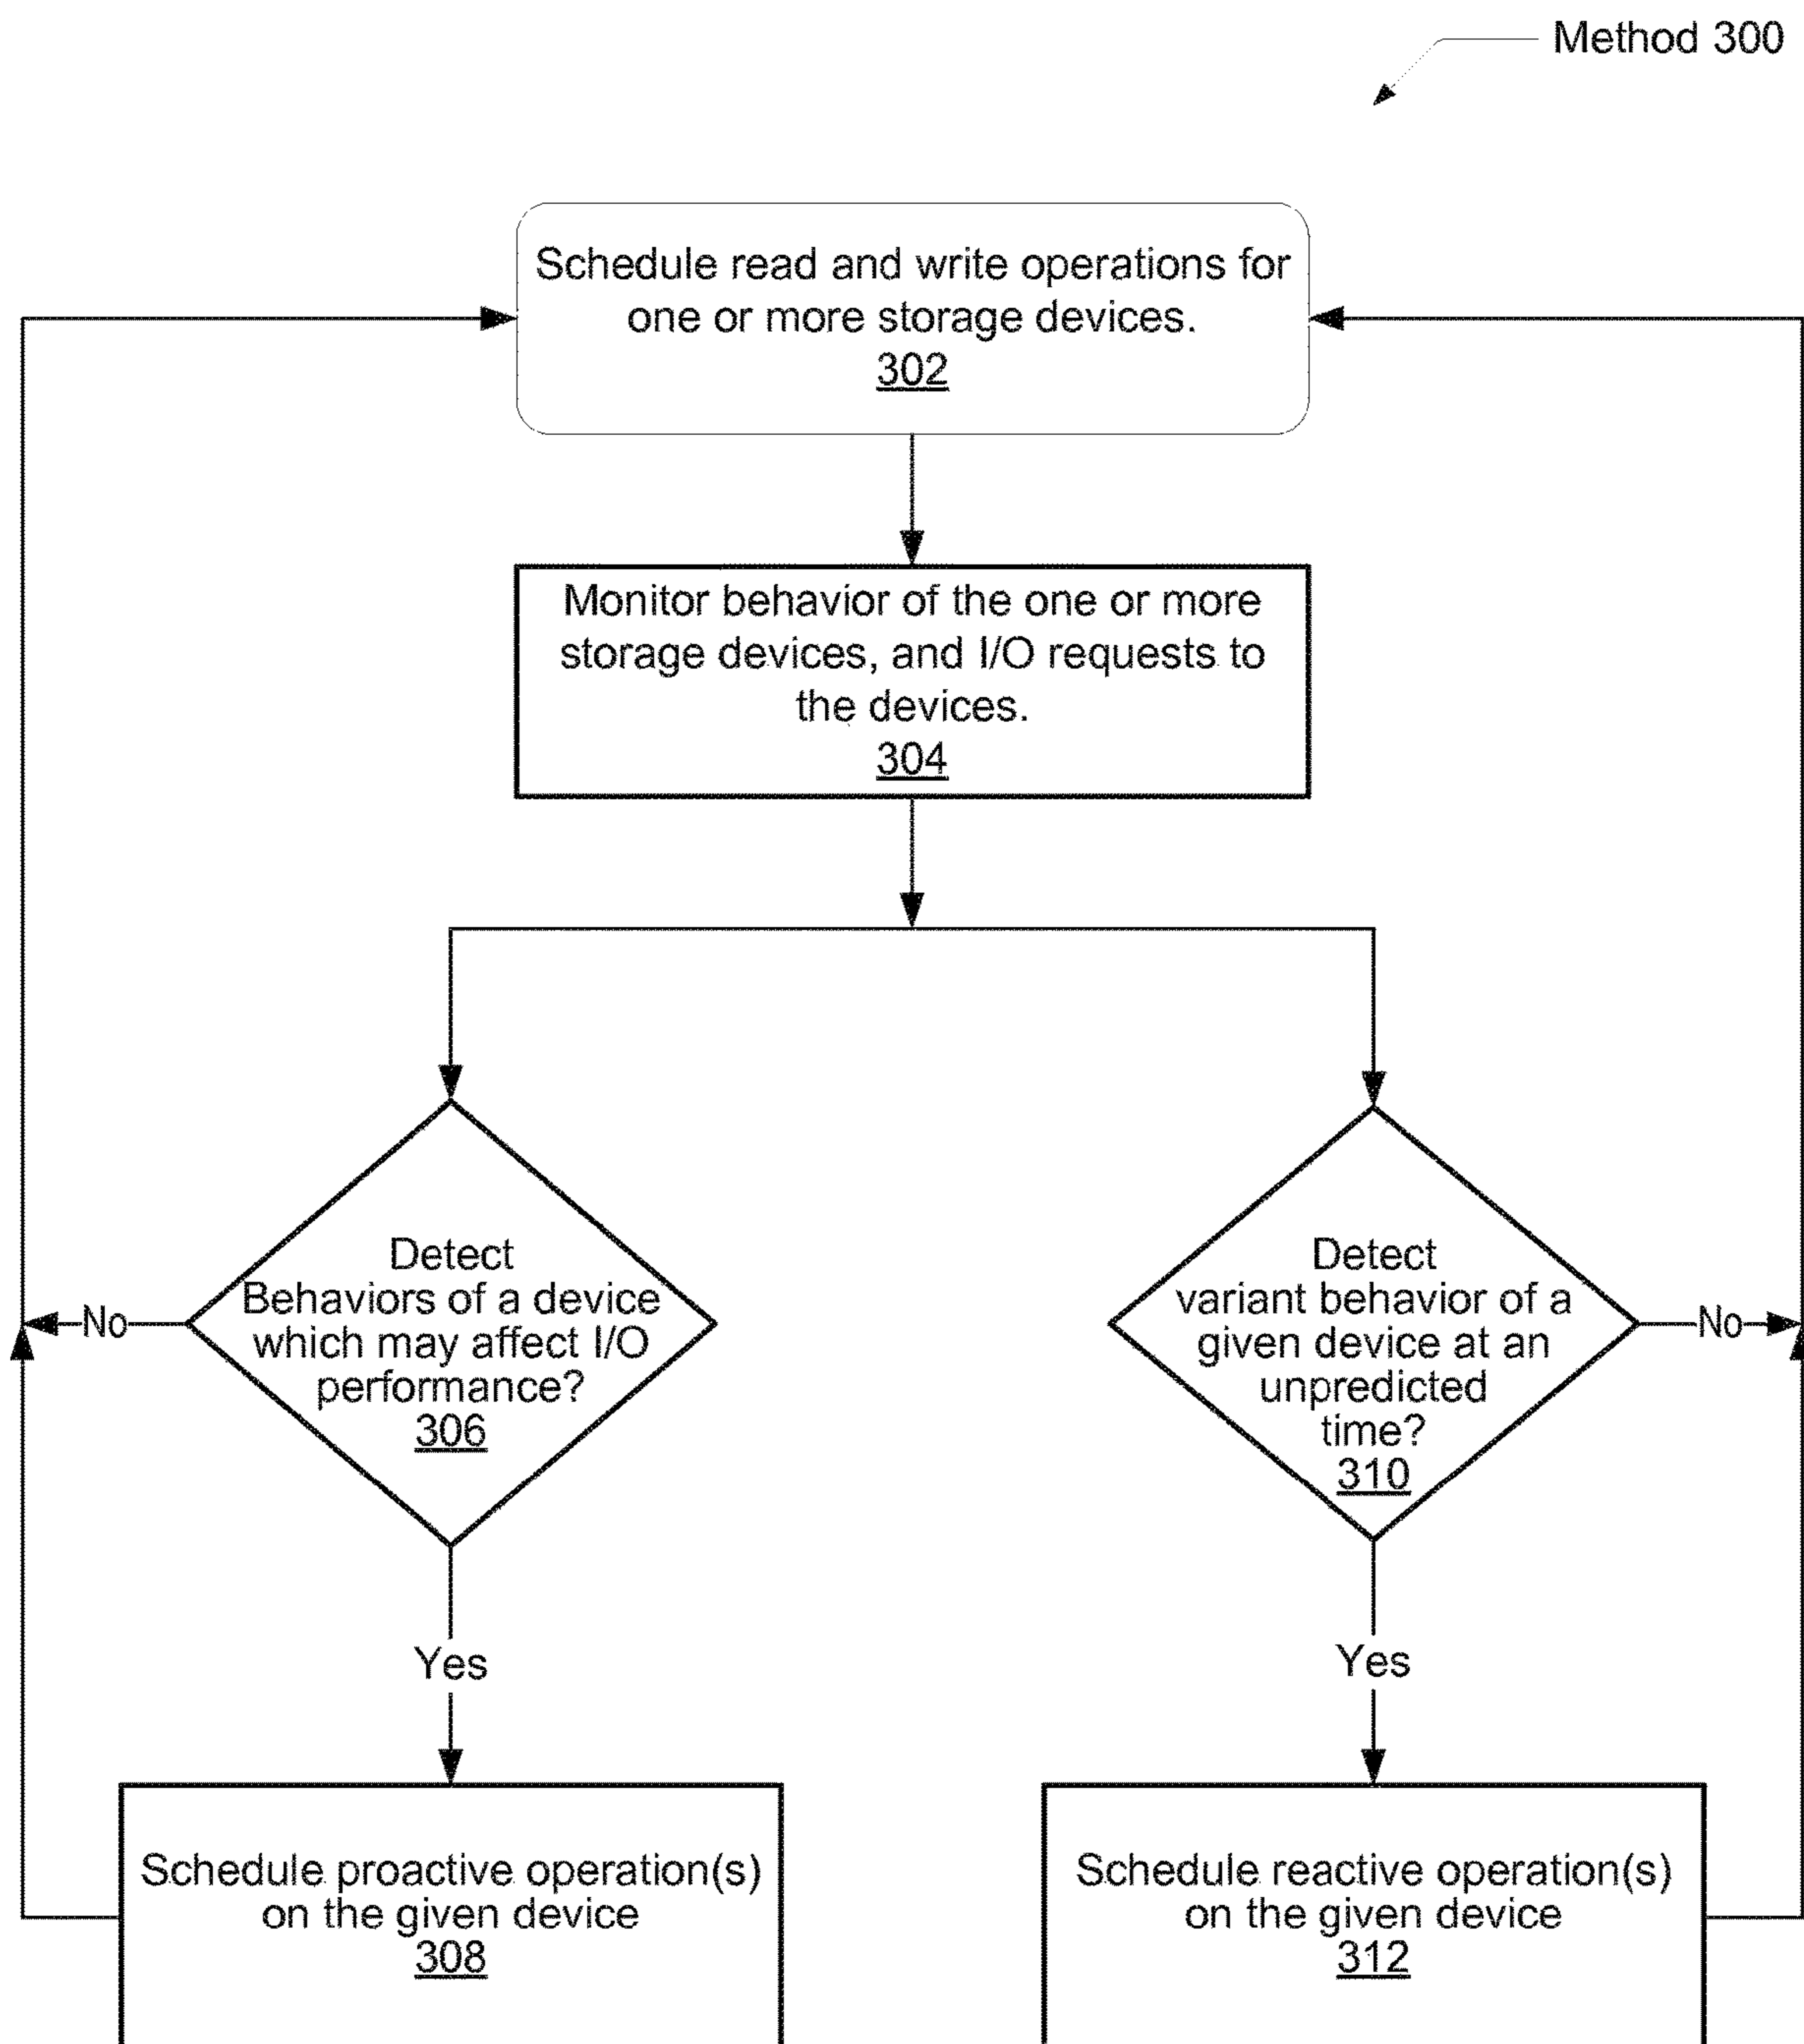 Method 300
Schedule read and write operations for
one or more storage devices.
302
Monitor behavior of the one or more
storage devices, and I/O requests to
the devices.
304
Detect
Behaviors of a device
which may affect I/O
performance?
306
No
Yes
Detect
variant behavior of a
given device at an
unpredicted
time?
310
No
Yes
Schedule proactive operation(s)
on the given device
308
Schedule reactive operation(s)
on the given device
312